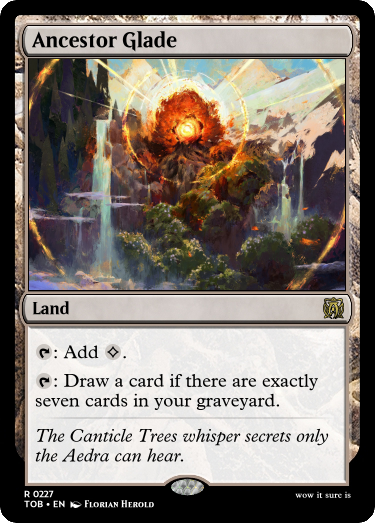 Ancestor Glade
Land
: Add .
: Draw a card if there are exactly
seven cards in your graveyard.
The Canticle Trees whisper secrets only
the Aedra can hear.
R 0227
TOB • EN Florian Herold
wow it sure is